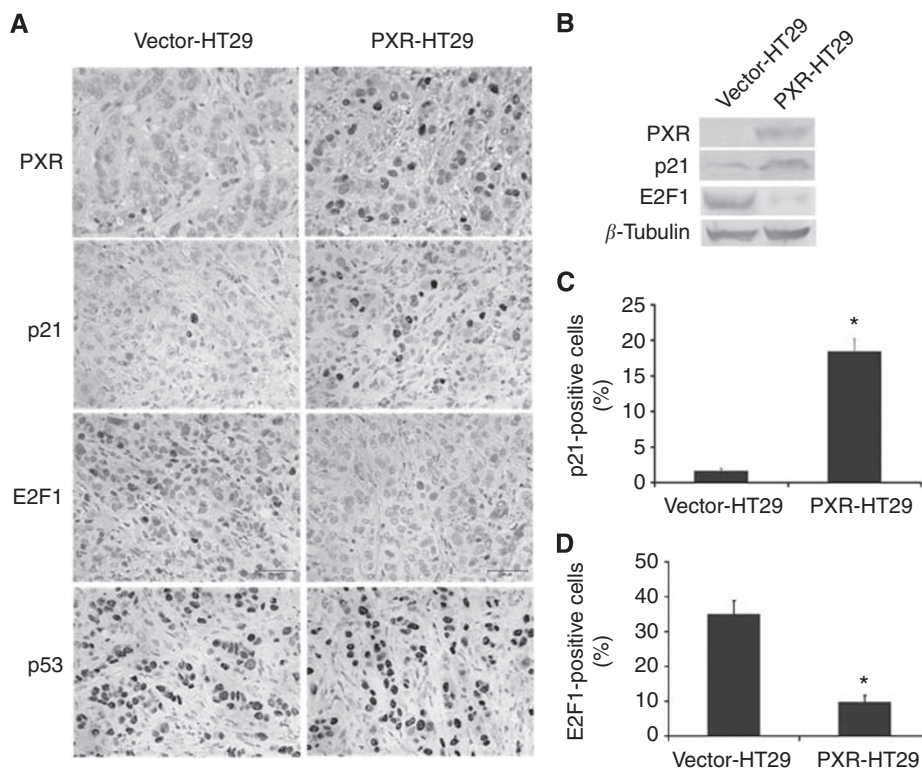 A
Vector-HT29
PXR-HT29
PXR
p21
E2F1
p53
B
Vector-HT29
PXR-HT29
PXR
p21
E2F1
β-Tubulin
C
p21-positive cells
(%)
25
20
15
10
5
0
*
Vector-HT29
PXR-HT29
D
E2F1-positive cells
(%)
50
40
30
20
10
0
*
Vector-HT29
PXR-HT29